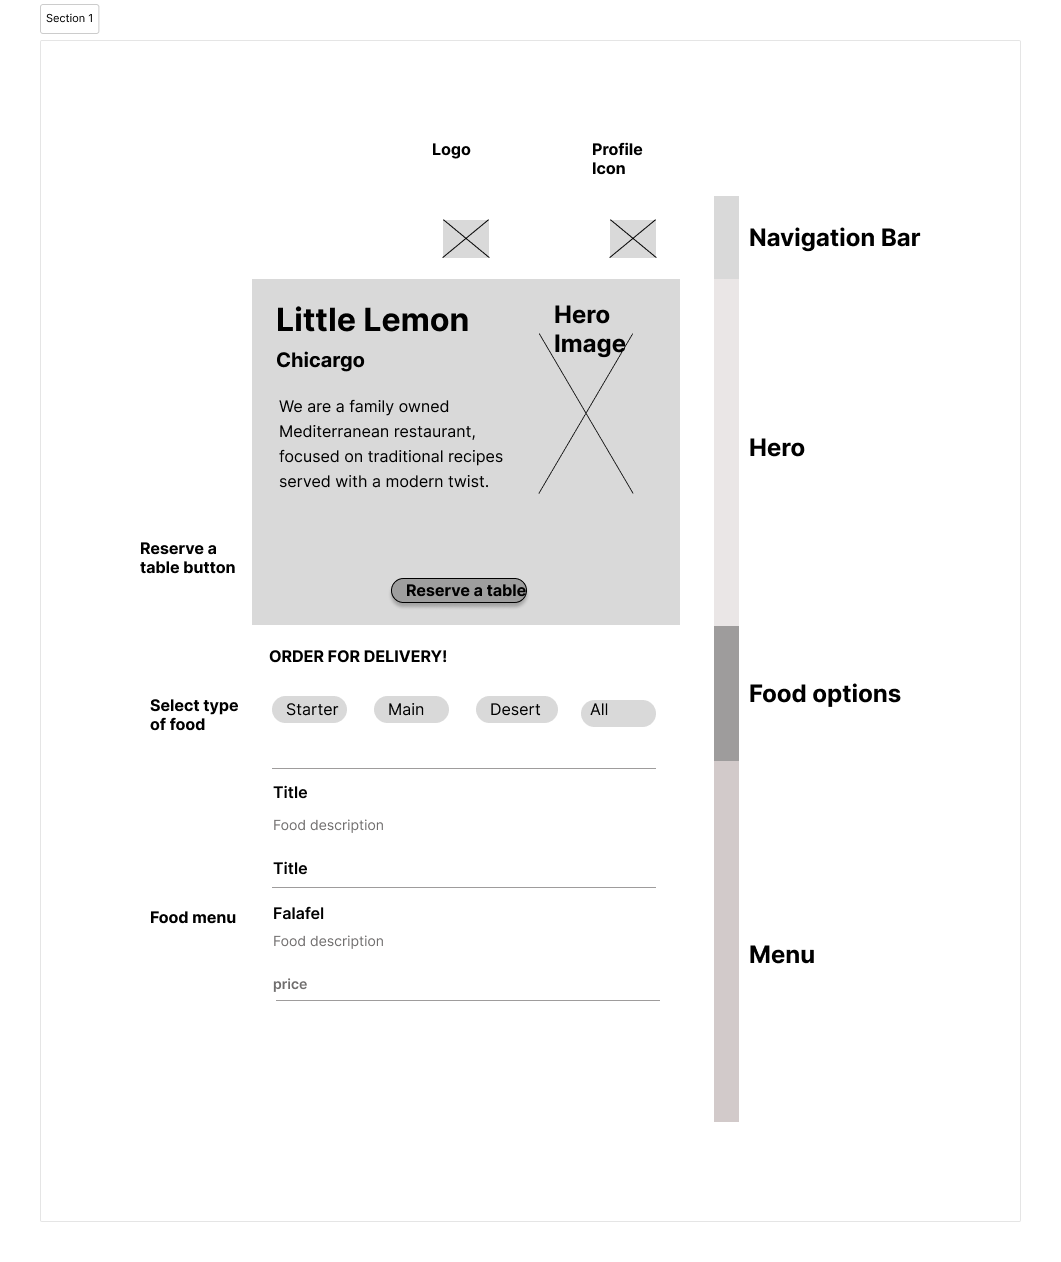 Section 1
Logo
Profile
Icon
Navigation Bar
Little Lemon
Chicargo
Hero
Image
We are a family owned
Mediterranean restaurant,
focused on traditional recipes
served with a modern twist.
Hero
Reserve a
table button
Reserve a table
ORDER FOR DELIVERY!
Food options
Select type
of food
Starter
Main
Desert
All
Title
Food description
Title
Food menu
Falafel
Food description
price
Menu